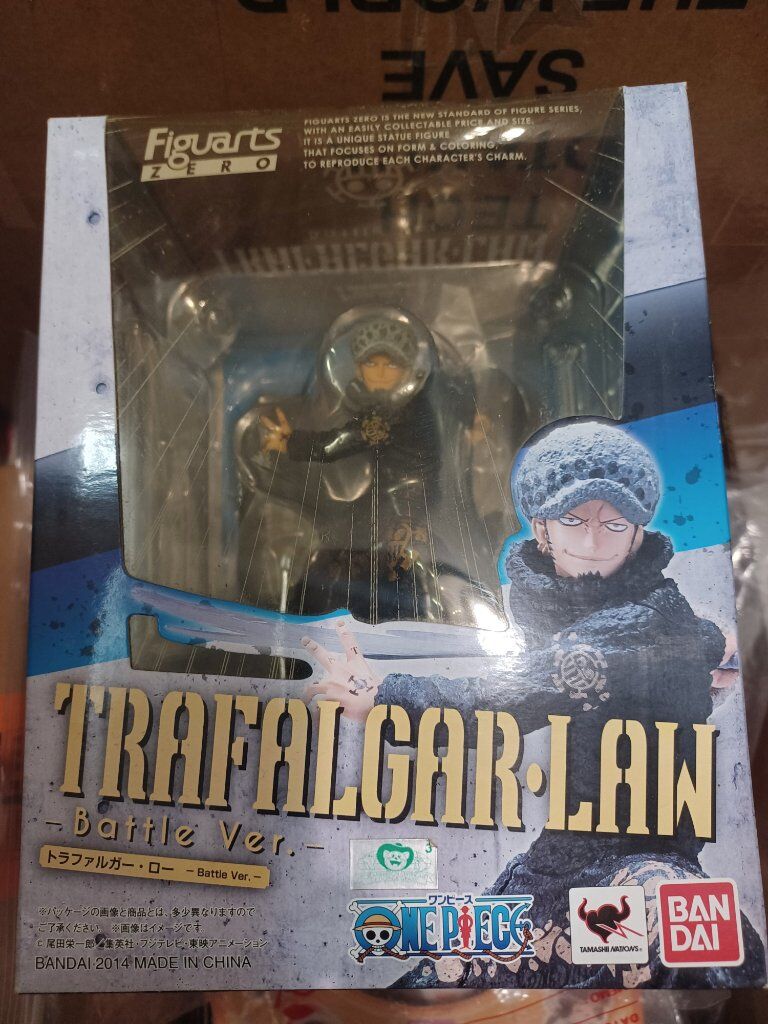 THE WORLD
SAVE
Figuarts
ZERO
FIGUARTS ZERO IS THE NEW STANDARD OF FIGURE SERIES,
WITH AN EASILY COLLECTABLE PRICE AND SIZE.
IT IS A UNIQUE STATUE FIGURE
THAT FOCUSES ON FORM & COLORING,
TO REPRODUCE EACH CHARACTER'S CHARM.
TRAFALGAR・LAW
TRAFALGAR・LAW
– Battle Ver. –
トラファルガー・ロー – Battle Ver. –
※パッケージの画像と商品とは、多少異なりますので
ご了承ください。 ※画像はイメージです。
© 尾田栄一郎/集英社・フジテレビ・東映アニメーション
BANDAI 2014 MADE IN CHINA
ワンピース
ONE PIECE
TAMASHII NATIONS®
BAN
DAI